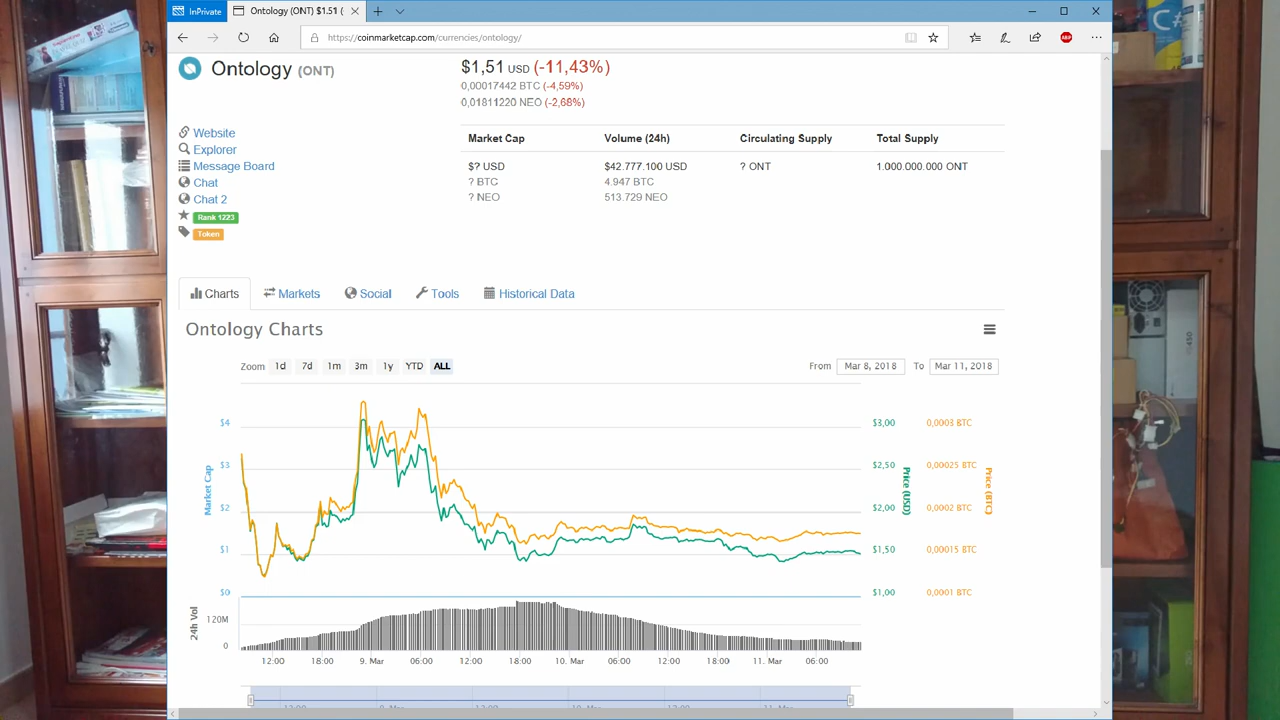 InPrivate
Ontology (ONT) $1.51 (
https://coinmarketcap.com/currencies/ontology/
ABP
Ontology (ONT)
$1,51 USD (-11,43%)
0,00017442 BTC (-4,59%)
0,01811220 NEO (-2,68%)
Website
Explorer
Message Board
Chat
Chat 2
Rank 1223
Token
Market Cap Volume (24h) Circulating Supply Total Supply
$? USD $42.777.100 USD ? ONT 1.000.000.000 ONT
? BTC 4.947 BTC
? NEO 513.729 NEO
Charts Markets Social Tools Historical Data
Ontology Charts
Zoom 1d 7d 1m 3m 1y YTD ALL From Mar 8, 2018 To Mar 11, 2018
$4 $3,00 0,0003 BTC
$3 $2,50 0,00025 BTC
$2 $2,00 0,0002 BTC
$1 $1,50 0,00015 BTC
$0 $1,00 0,0001 BTC
Market Cap
Price (USD)
Price (BTC)
24h Vol
120M
0
12:00 18:00 9. Mar 06:00 12:00 18:00 10. Mar 06:00 12:00 18:00 11. Mar 06:00